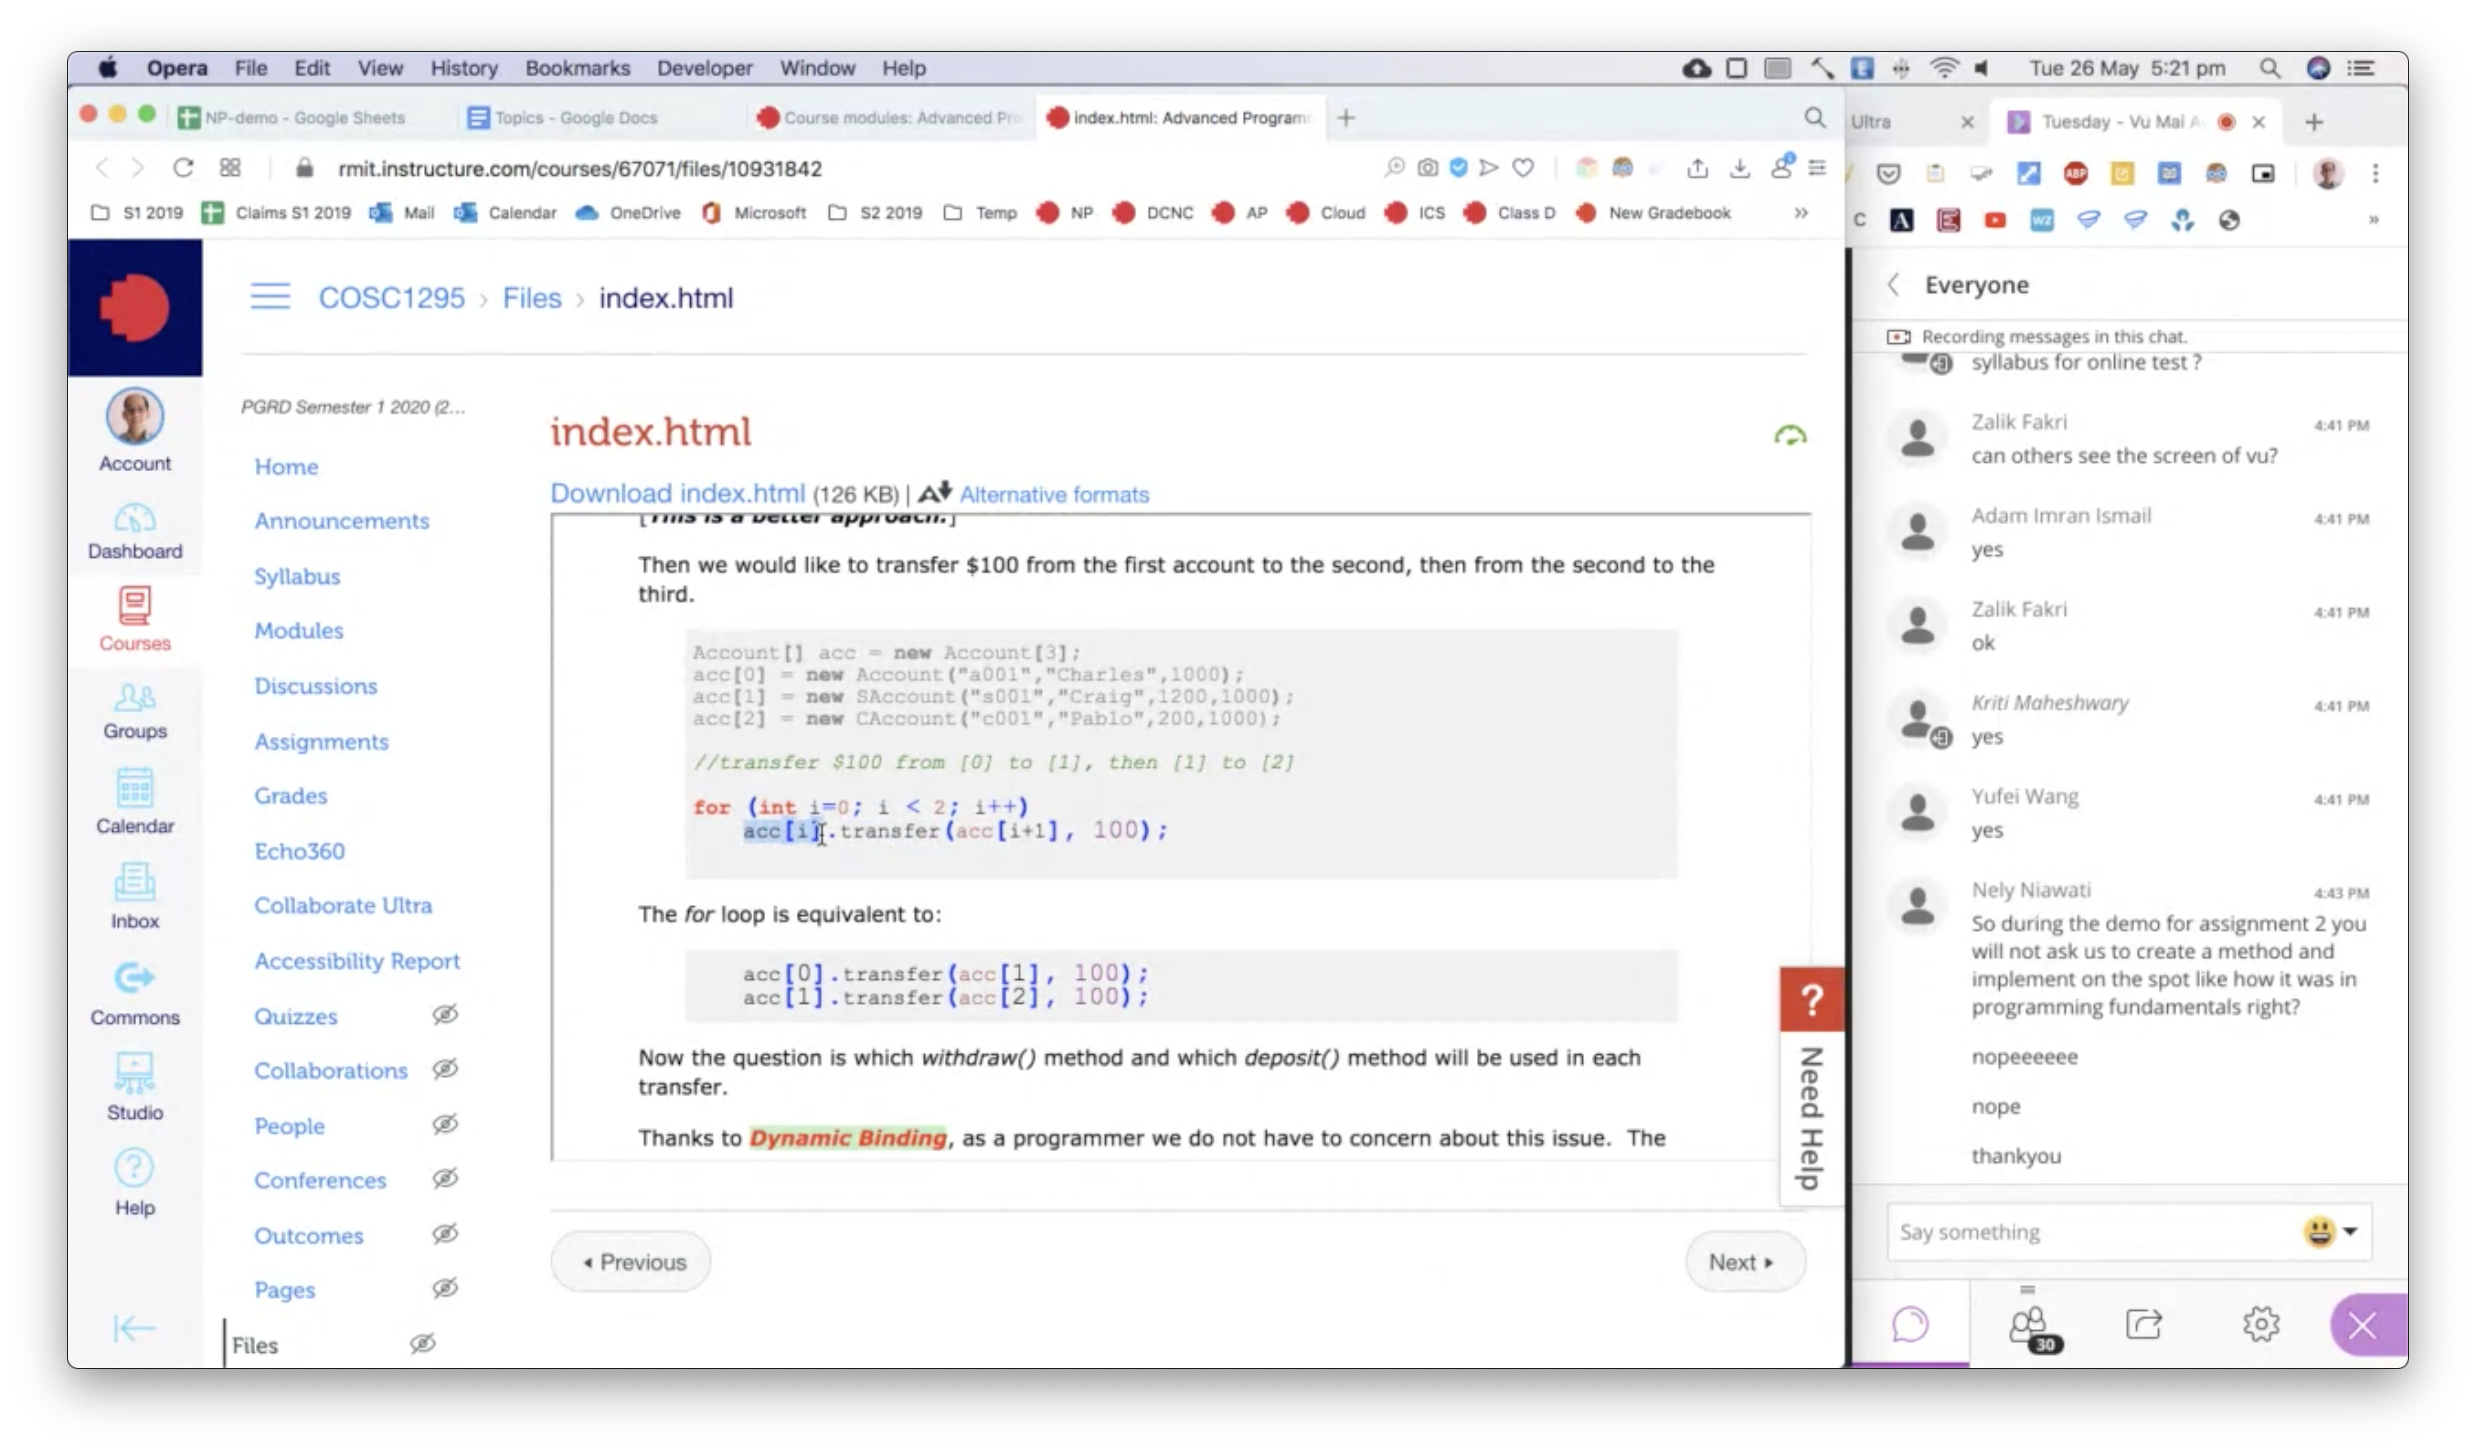 Opera File Edit View History Bookmarks Developer Window Help
Tue 26 May 5:21 pm
NP-demo - Google Sheets
Topics - Google Docs
Course modules: Advanced Pro
index.html: Advanced Programm
Ultra
Tuesday - Vu Mai A
rmit.instructure.com/courses/67071/files/10931842
ABP
S1 2019
Claims S1 2019
Mail
Calendar
OneDrive
Microsoft
S2 2019
Temp
NP
DCNC
AP
Cloud
ICS
Class D
New Gradebook
»
C
A
WZ
»
COSC1295 › Files › index.html
Account
Dashboard
Courses
Groups
Calendar
Inbox
Commons
Studio
Help
PGRD Semester 1 2020 (2...
Home
Announcements
Syllabus
Modules
Discussions
Assignments
Grades
Echo360
Collaborate Ultra
Accessibility Report
Quizzes
Collaborations
People
Conferences
Outcomes
Pages
Files
index.html
Download index.html (126 KB) | Alternative formats
[This is a better approach.]
Then we would like to transfer $100 from the first account to the second, then from the second to the
third.
Account[] acc = new Account[3];
acc[0] = new Account("a001","Charles",1000);
acc[1] = new SAccount("s001","Craig",1200,1000);
acc[2] = new CAccount("c001","Pablo",200,1000);
//transfer $100 from [0] to [1], then [1] to [2]
for (int i=0; i < 2; i++)
acc[i].transfer(acc[i+1], 100);
The for loop is equivalent to:
acc[0].transfer(acc[1], 100);
acc[1].transfer(acc[2], 100);
Now the question is which withdraw() method and which deposit() method will be used in each
transfer.
Thanks to Dynamic Binding, as a programmer we do not have to concern about this issue. The
Previous
Next
?
Need Help
Everyone
Recording messages in this chat.
syllabus for online test ?
Zalik Fakri 4:41 PM
can others see the screen of vu?
Adam Imran Ismail 4:41 PM
yes
Zalik Fakri 4:41 PM
ok
Kriti Maheshwary 4:41 PM
yes
Yufei Wang 4:41 PM
yes
Nely Niawati 4:43 PM
So during the demo for assignment 2 you
will not ask us to create a method and
implement on the spot like how it was in
programming fundamentals right?
nopeeeeee
nope
thankyou
Say something
30